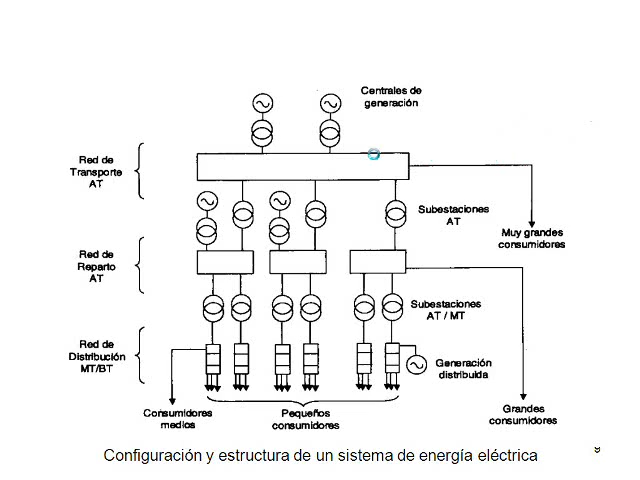 Centrales de
generación
Red de
Transporte
AT
Subestaciones
AT
Muy grandes
consumidores
Red de
Reparto
AT
Subestaciones
AT / MT
Red de
Distribución
MT/BT
Generación
distribuida
Consumidores
medios
Pequeños
consumidores
Grandes
consumidores
Configuración y estructura de un sistema de energía eléctrica